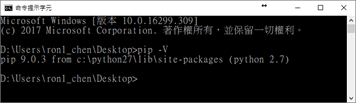 命令提示字元
Microsoft Windows [版本 10.0.16299.309]
(c) 2017 Microsoft Corporation. 著作權所有，並保留一切權利。
D:\Users\ron1_chen\Desktop>pip -V
pip 9.0.3 from c:\python27\lib\site-packages (python 2.7)
D:\Users\ron1_chen\Desktop>